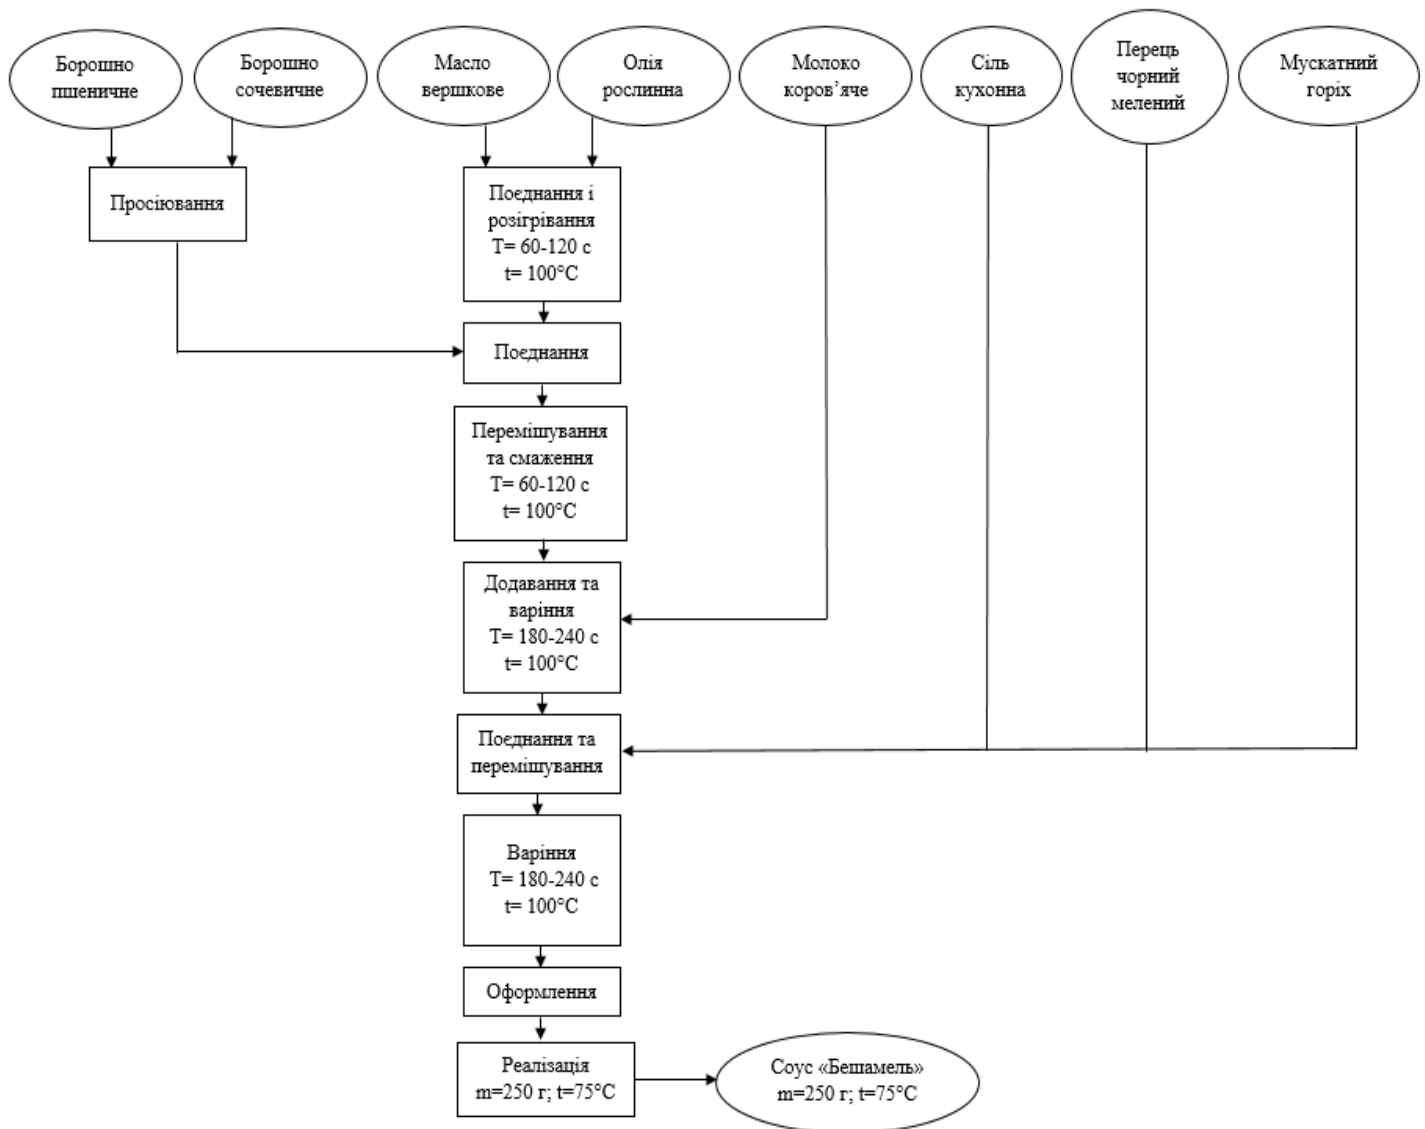 Борошно
пшеничне
Борошно
сочевичне
Масло
вершкове
Олія
рослинна
Молоко
коров’яче
Сіль
кухонна
Перець
чорний
мелений
Мускатний
горіх
Просіювання
Поєднання і
розігрівання
T= 60-120 с
t= 100°C
Поєднання
Перемішування
та смаження
T= 60-120 с
t= 100°C
Додавання та
варіння
T= 180-240 с
t= 100°C
Поєднання та
перемішування
Варіння
T= 180-240 с
t= 100°C
Оформлення
Реалізація
m=250 г; t=75°C
Соус «Бешамель»
m=250 г; t=75°C